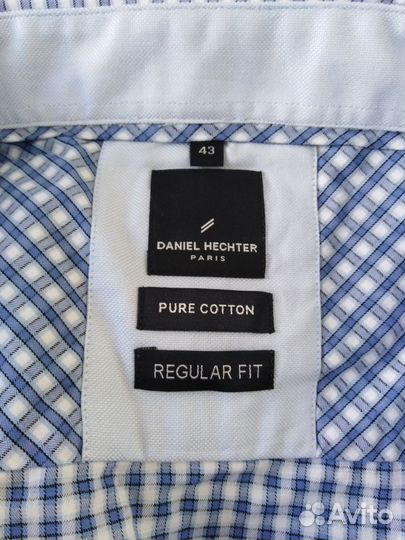 43
DANIEL HECHTER
PARIS
PURE COTTON
REGULAR FIT
Avito